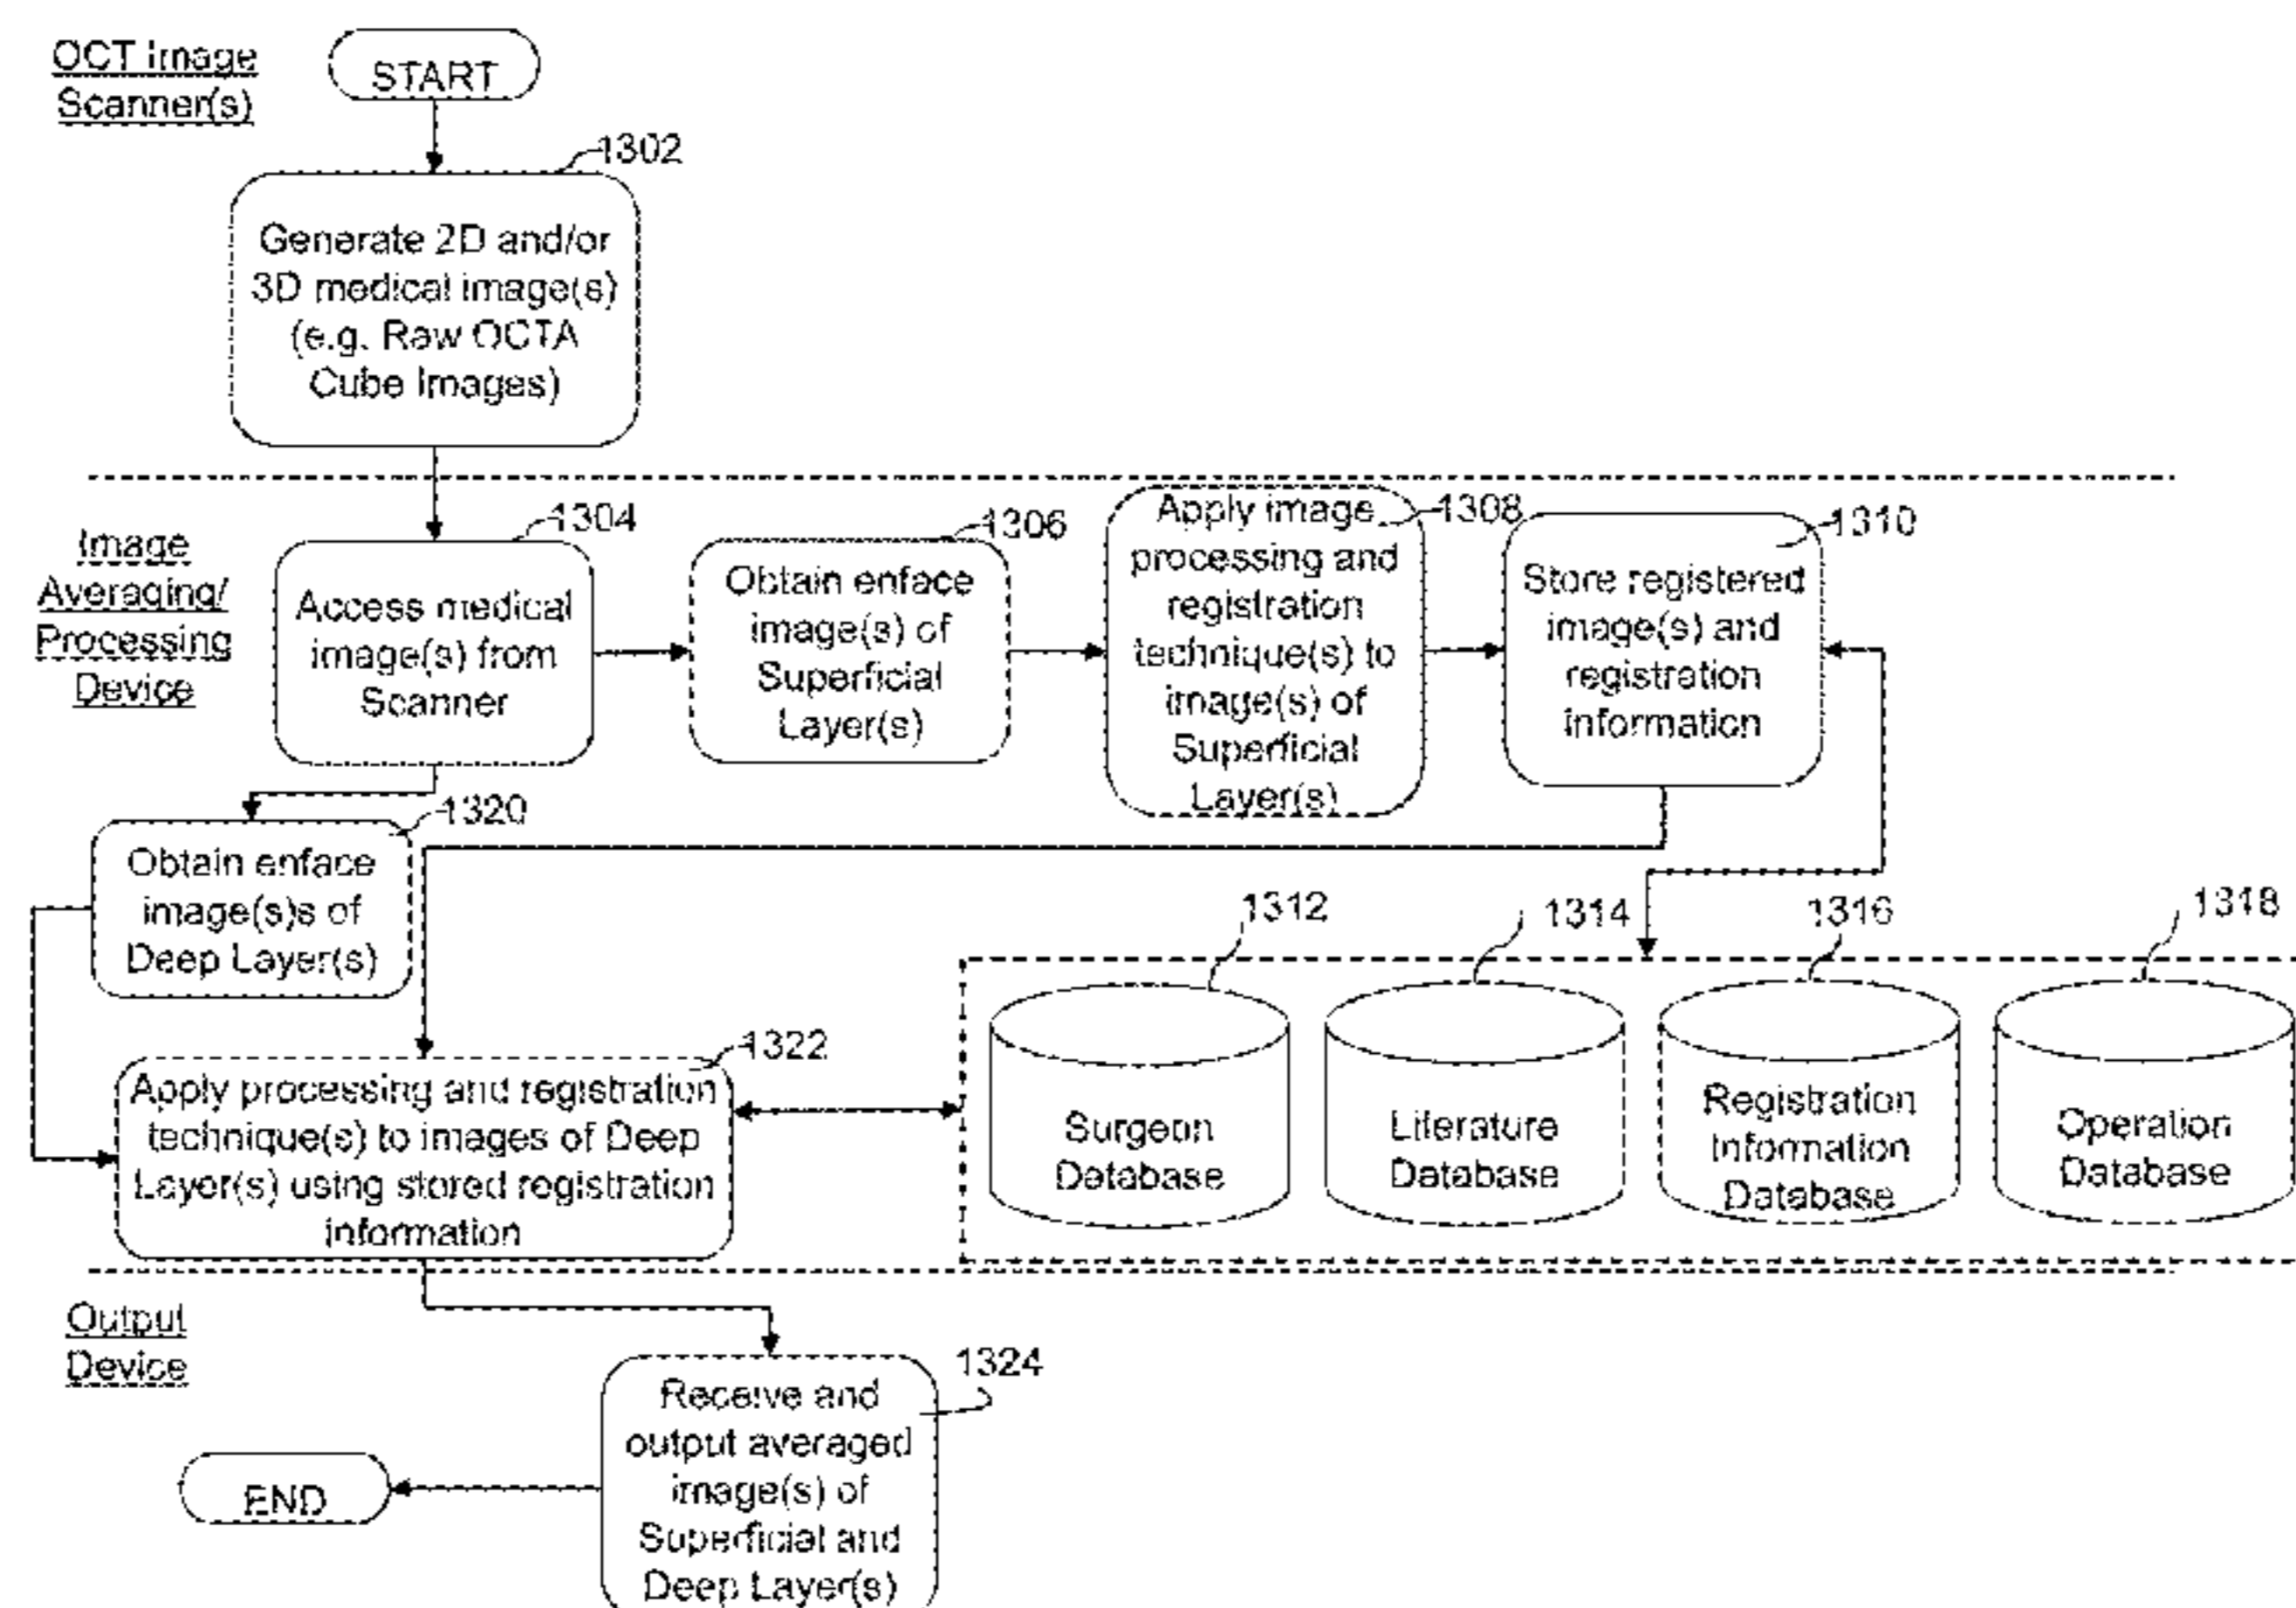 OCT Image
Scanner(s)
START
1302
Generate 2D and/or
3D medical image(s)
(e.g. Raw OCTA
Cube Images)
Image
Averaging/
Processing
Device
1304
Access medical
image(s) from
Scanner
1306
Obtain enface
image(s) of
Superficial
Layer(s)
1308
Apply image
processing and
registration
technique(s) to
image(s) of
Superficial
Layer(s)
1310
Store registered
image(s) and
registration
information
1320
Obtain enface
image(s)s of
Deep Layer(s)
1322
Apply processing and registration
technique(s) to images of Deep
Layer(s) using stored registration
information
1312
Surgeon
Database
1314
Literature
Database
1316
Registration
Information
Database
1318
Operation
Database
Output
Device
1324
Receive and
output averaged
image(s) of
Superficial and
Deep Layer(s)
END